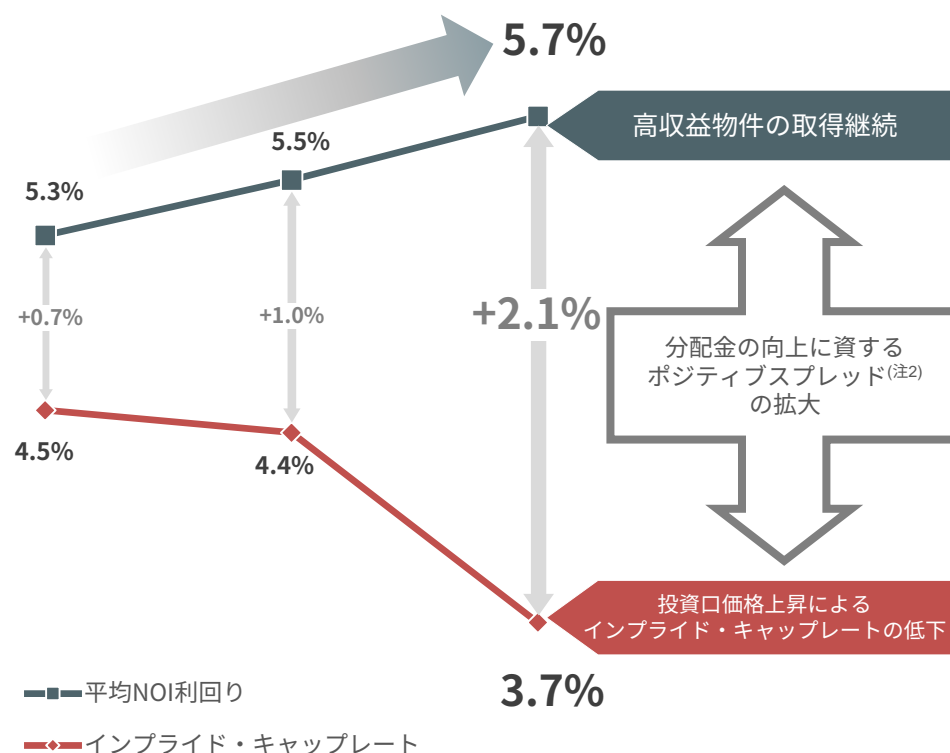 5.7%
高収益物件の取得継続
5.5%
5.3%
+0.7%
+1.0%
+2.1%
分配金の向上に資する
ポジティブスプレッド(注2)
の拡大
4.5%
4.4%
投資口価格上昇による
インプライド・キャップレートの低下
3.7%
平均NOI利回り
インプライド・キャップレート